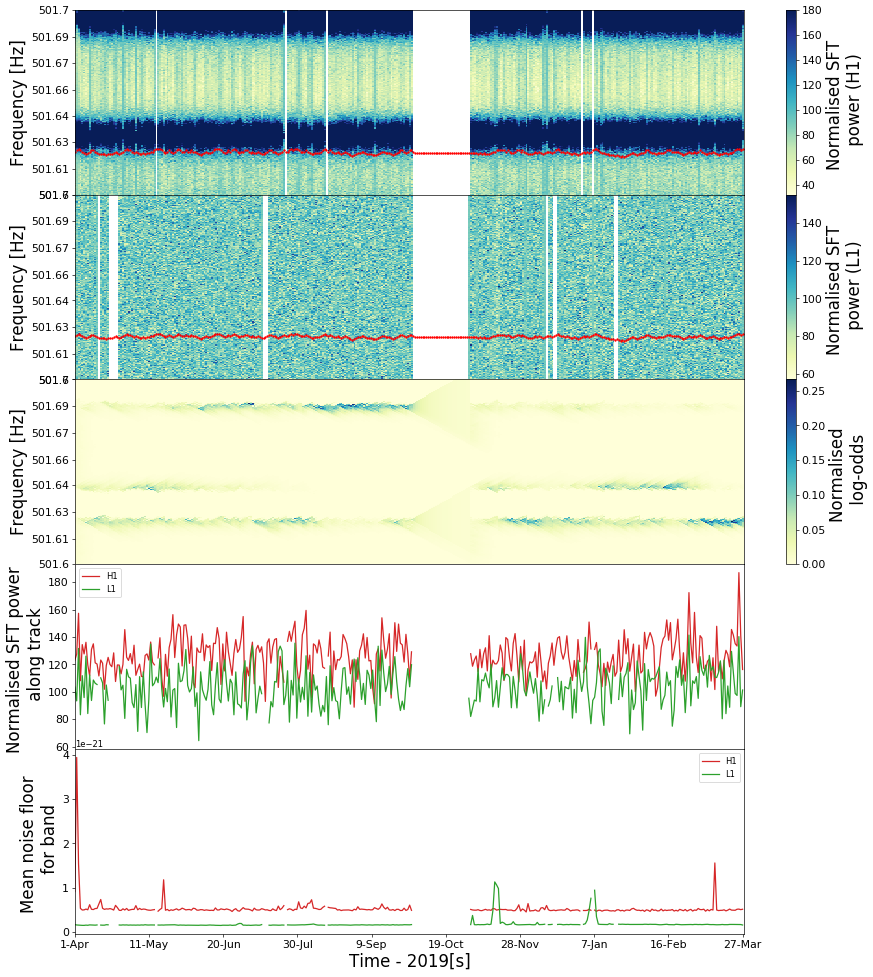 501.7
501.69
501.67
501.66
501.64
501.63
501.61
501.6
Frequency [Hz]
180
160
140
120
100
80
60
40
Normalised SFT
power (H1)
501.7
501.69
501.67
501.66
501.64
501.63
501.61
501.6
Frequency [Hz]
140
120
100
80
60
Normalised SFT
power (L1)
501.7
501.69
501.67
501.66
501.64
501.63
501.61
501.6
Frequency [Hz]
0.25
0.20
0.15
0.10
0.05
0.00
Normalised
log-odds
180
160
140
120
100
80
60
Normalised SFT power
along track
H1
L1
1e−21
4
3
2
1
0
Mean noise floor
for band
H1
L1
1-Apr 11-May 20-Jun 30-Jul 9-Sep 19-Oct 28-Nov 7-Jan 16-Feb 27-Mar
Time - 2019[s]